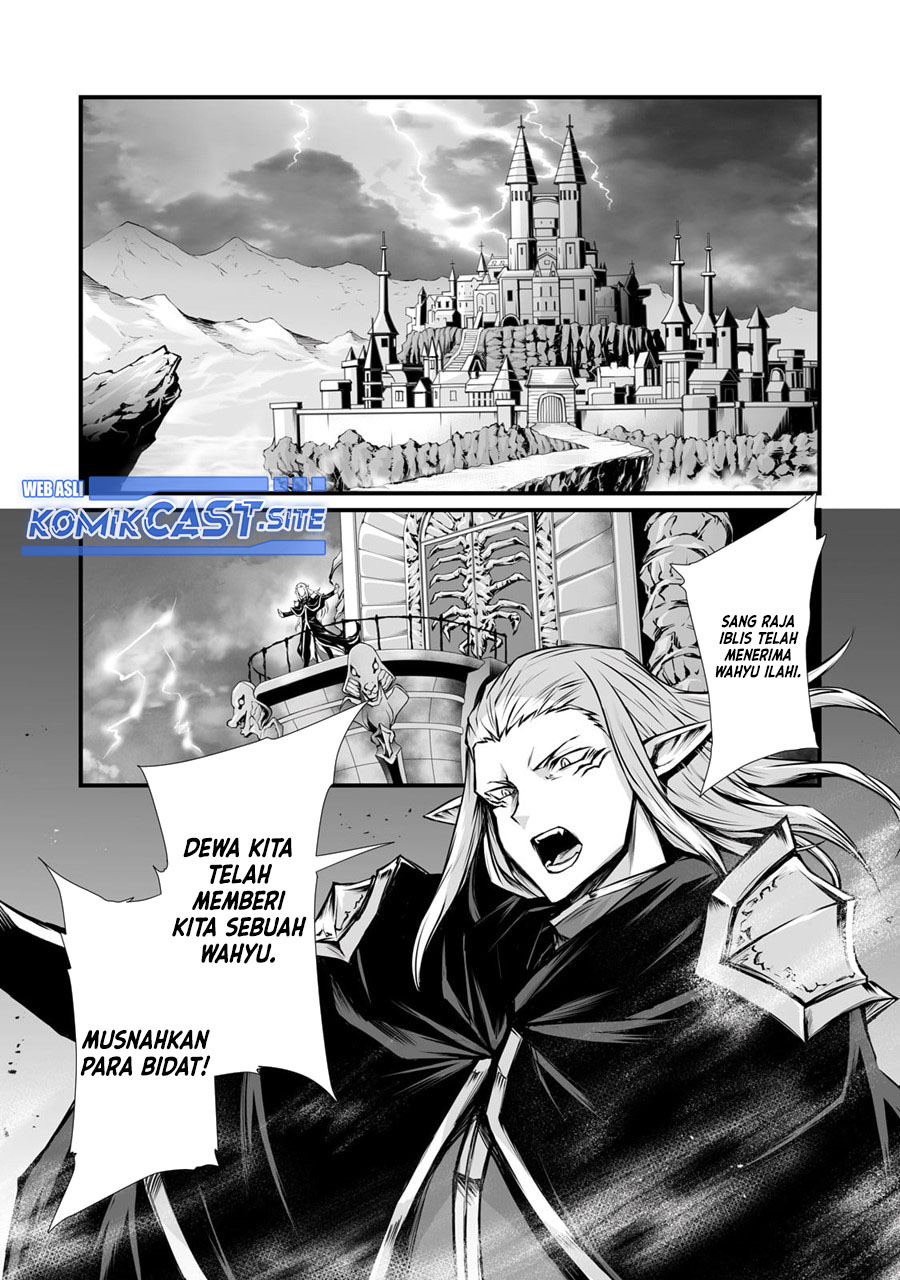 WEB ASLI
KOMIKCAST.SITE
SANG RAJA
IBLIS TELAH
MENERIMA
WAHYU ILAHI.
DEWA KITA
TELAH
MEMBERI
KITA SEBUAH
WAHYU.
MUSNAHKAN
PARA BIDAT!